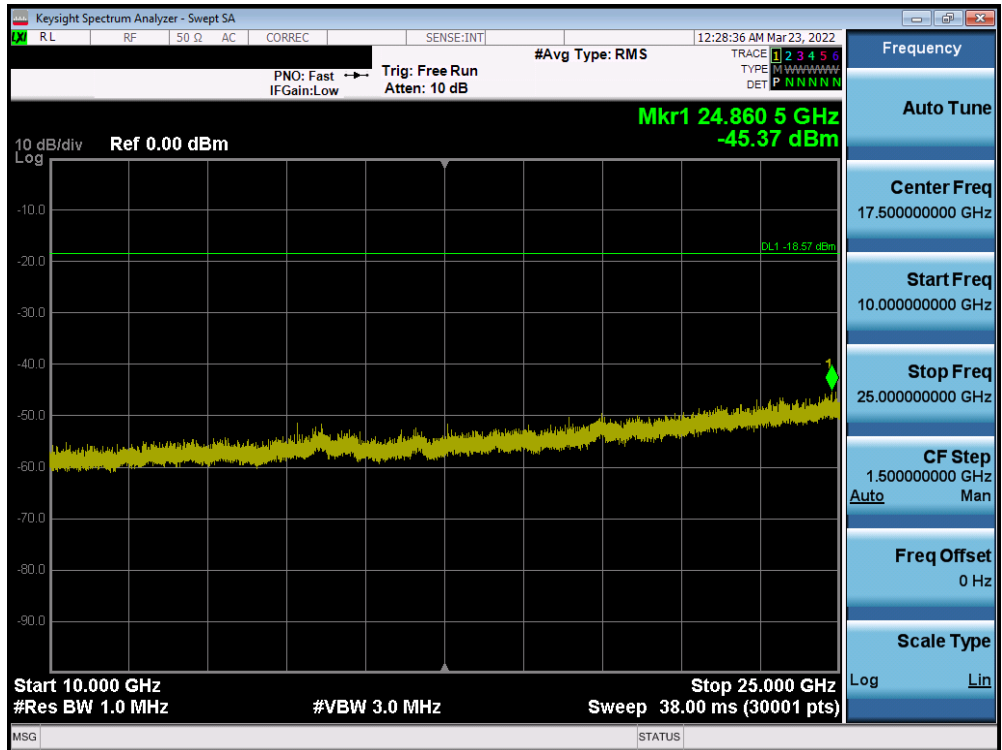 Keysight Spectrum Analyzer - Swept SA
LXI RL RF 50 Ω AC CORREC SENSE:INT 12:28:36 AM Mar 23, 2022
#Avg Type: RMS
TRACE 1 2 3 4 5 6
PNO: Fast Trig: Free Run
TYPE M W W W W W
IFGain:Low Atten: 10 dB
DET P N N N N N
Mkr1 24.860 5 GHz
-45.37 dBm
10 dB/div Ref 0.00 dBm
Log
-10.0
DL1 -18.57 dBm
-20.0
-30.0
-40.0
1
-50.0
-60.0
-70.0
-80.0
-90.0
Start 10.000 GHz Stop 25.000 GHz
#Res BW 1.0 MHz #VBW 3.0 MHz Sweep 38.00 ms (30001 pts)
MSG STATUS
Frequency
Auto Tune
Center Freq
17.500000000 GHz
Start Freq
10.000000000 GHz
Stop Freq
25.000000000 GHz
CF Step
1.500000000 GHz
Auto Man
Freq Offset
0 Hz
Scale Type
Log Lin